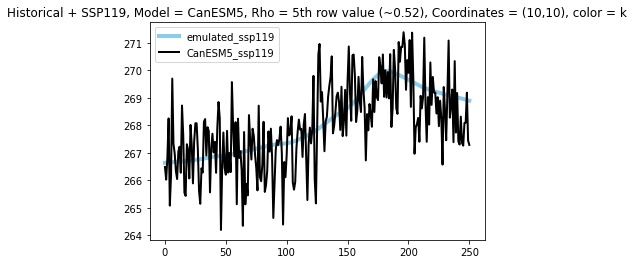 Historical + SSP119, Model = CanESM5, Rho = 5th row value (~0.52), Coordinates = (10,10), color = k
emulated_ssp119
CanESM5_ssp119
271
270
269
268
267
266
265
264
0 50 100 150 200 250